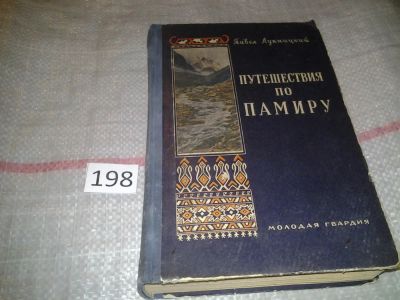 Павел Лукницкий
ПУТЕШЕСТВИЯ
ПО
ПАМИРУ
МОЛОДАЯ ГВАРДИЯ
198